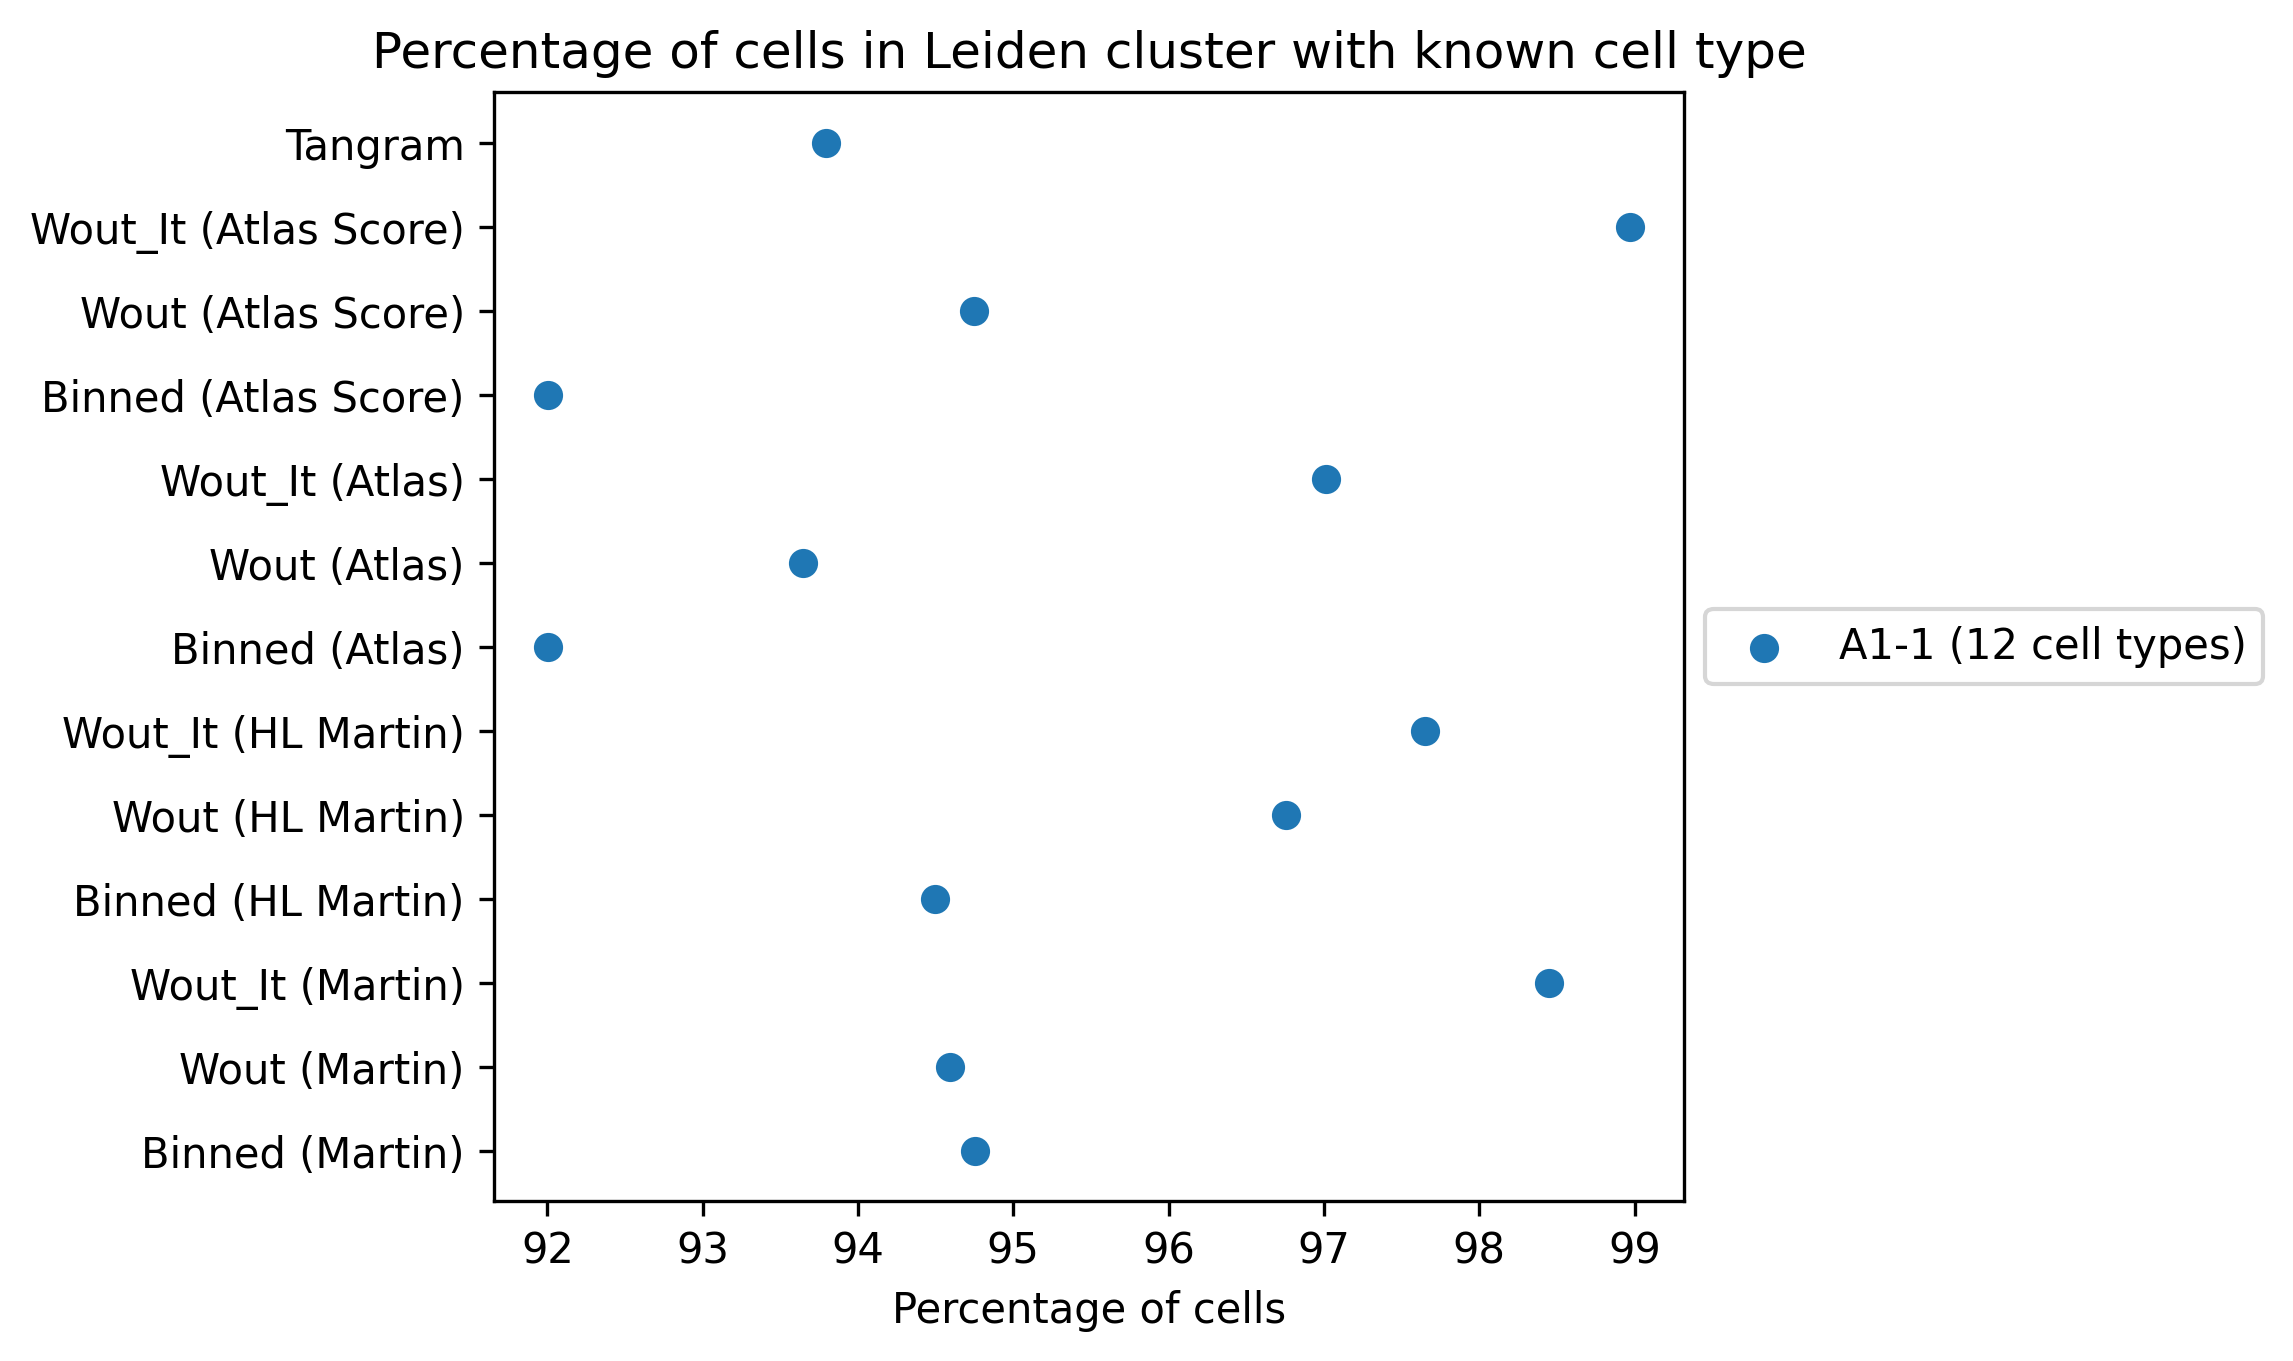 Percentage of cells in Leiden cluster with known cell type
Tangram
Wout_It (Atlas Score)
Wout (Atlas Score)
Binned (Atlas Score)
Wout_It (Atlas)
Wout (Atlas)
Binned (Atlas)
Wout_It (HL Martin)
Wout (HL Martin)
Binned (HL Martin)
Wout_It (Martin)
Wout (Martin)
Binned (Martin)
A1-1 (12 cell types)
92 93 94 95 96 97 98 99
Percentage of cells